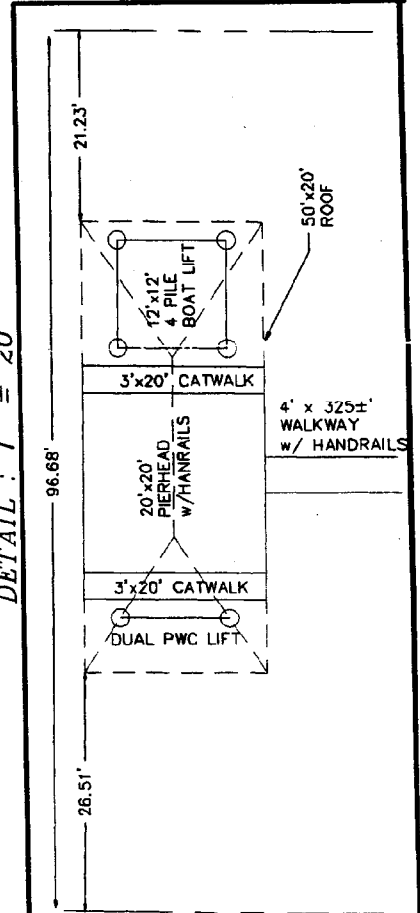 DETAIL : 1" = 20'
96.68'
21.23'
50'x20'
ROOF
12'x12'
4 PILE
BOAT LIFT
3'x20' CATWALK
4' x 325±'
WALKWAY
w/ HANDRAILS
20'x20'
PIERHEAD
w/HANRAILS
3'x20' CATWALK
DUAL PWC LIFT
26.51'